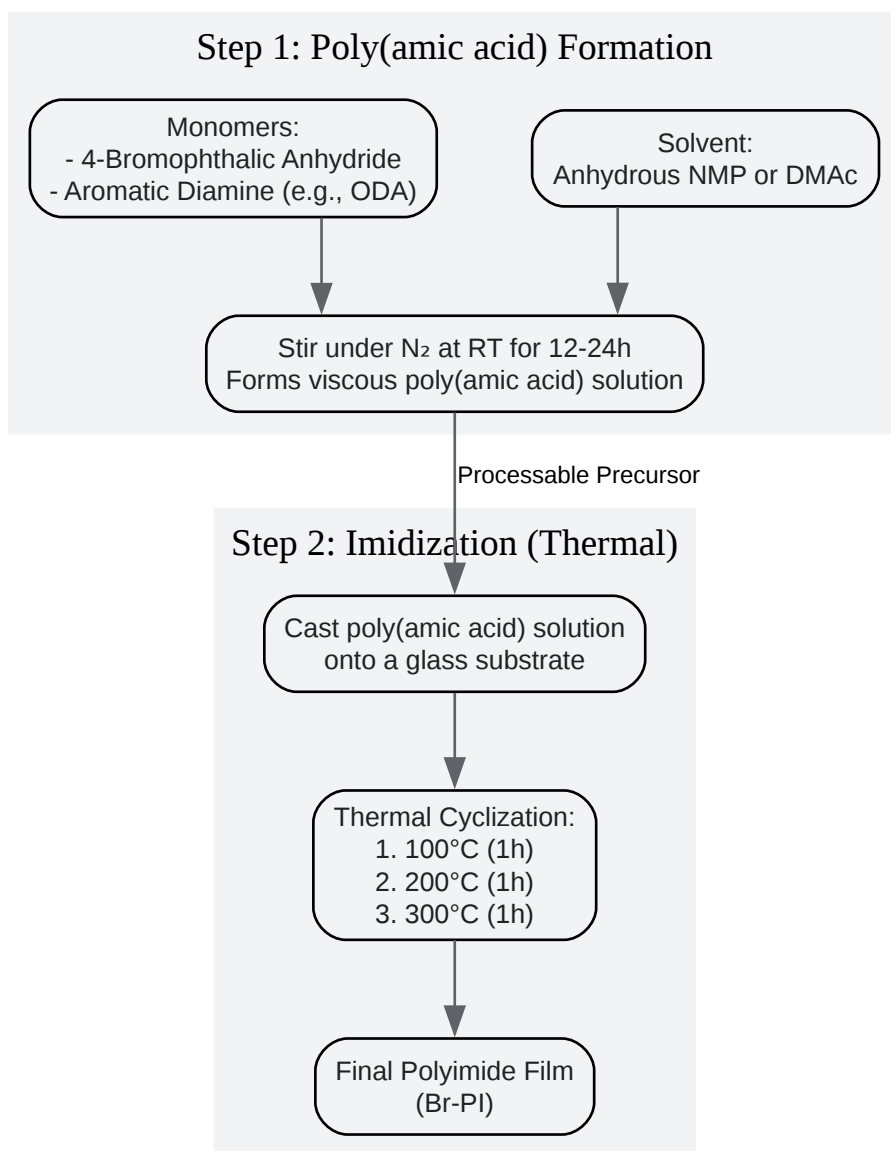 Step 1: Poly(amic acid) Formation
Monomers:
- 4-Bromophthalic Anhydride
- Aromatic Diamine (e.g., ODA)
Solvent:
Anhydrous NMP or DMAc
Stir under N₂ at RT for 12-24h
Forms viscous poly(amic acid) solution
Processable Precursor
Step 2: Imidization (Thermal)
Cast poly(amic acid) solution
onto a glass substrate
Thermal Cyclization:
1. 100°C (1h)
2. 200°C (1h)
3. 300°C (1h)
Final Polyimide Film
(Br-PI)